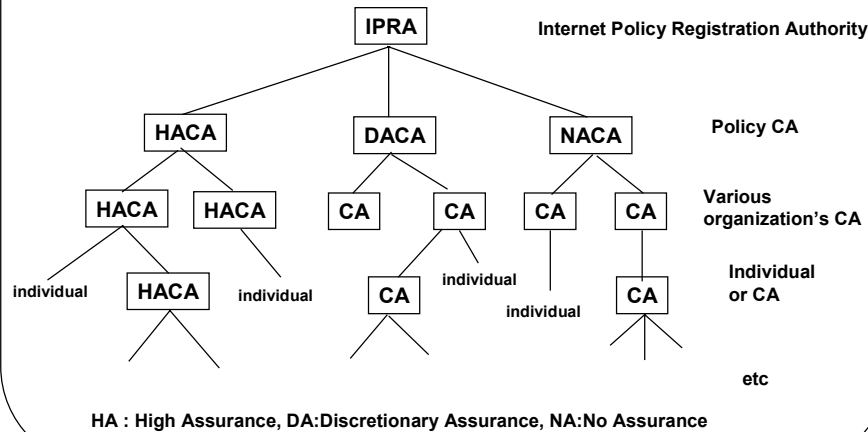 IPRA Internet Policy Registration Authority
HACA DACA NACA Policy CA
HACA HACA CA CA CA CA Various
organization's CA
individual HACA individual CA individual individual CA Individual
or CA
etc
HA : High Assurance, DA:Discretionary Assurance, NA:No Assurance